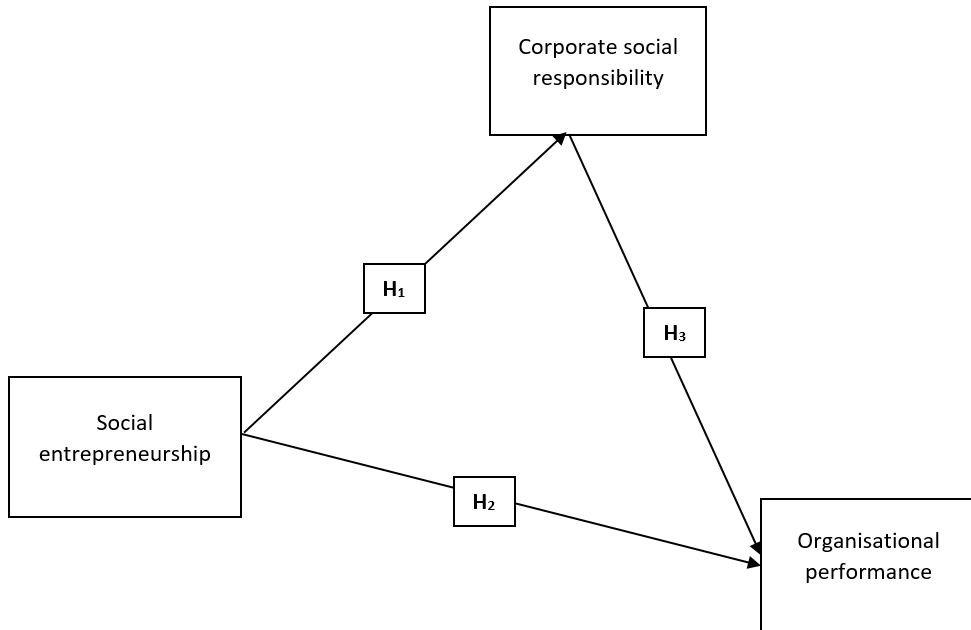 Corporate social
responsibility
H₁
H₃
Social
entrepreneurship
H₂
Organisational
performance